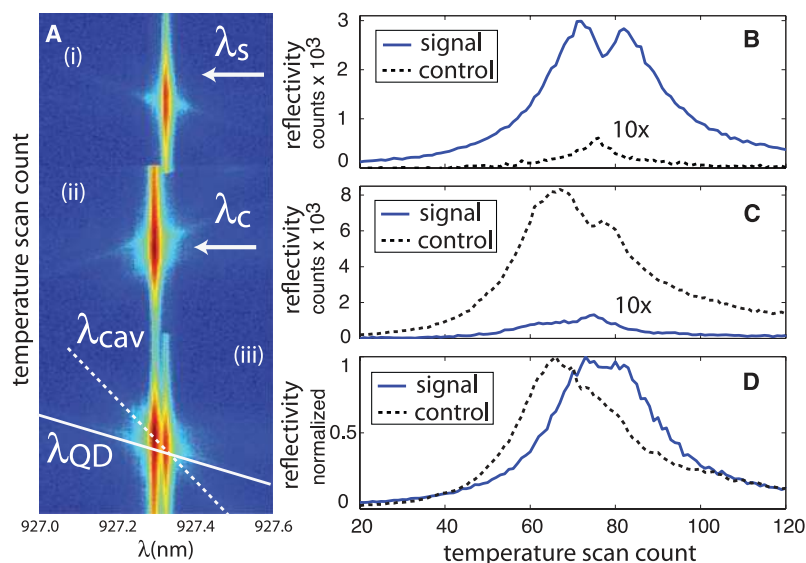 A
(i)
λs
(ii)
λc
λcav
(iii)
λQD
temperature scan count
927.0 927.2 927.4 927.6
λ(nm)
B
signal
control
10x
reflectivity
counts x 10³
3
2
1
0
C
signal
control
10x
reflectivity
counts x 10³
8
6
4
2
0
D
signal
control
reflectivity
normalized
1
0.5
0
20 40 60 80 100 120
temperature scan count